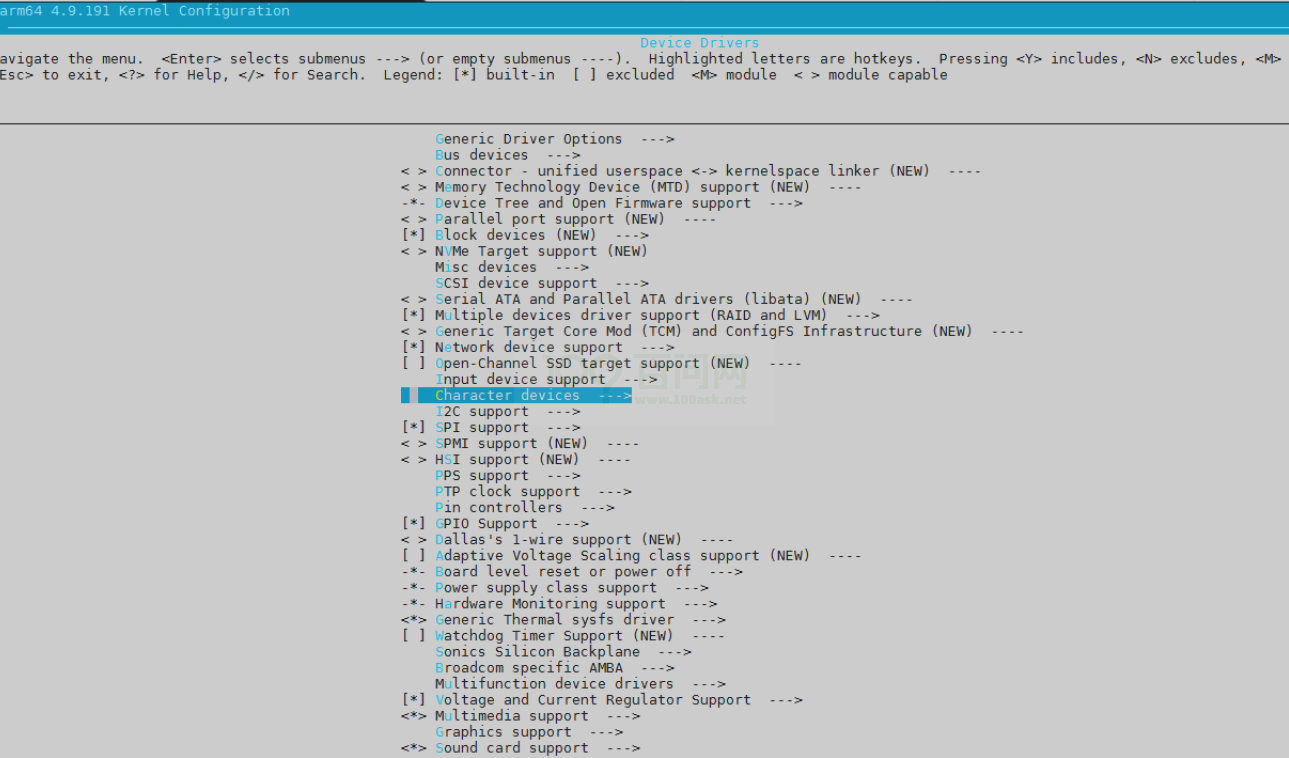 arm64 4.9.191 Kernel Configuration
Device Drivers
avigate the menu.  <Enter> selects submenus ---> (or empty submenus ----).  Highlighted letters are hotkeys.  Pressing <Y> includes, <N> excludes, <M>
Esc> to exit, <?> for Help, </> for Search.  Legend: [*] built-in  [ ] excluded  <M> module  < > module capable
Generic Driver Options  --->
Bus devices  --->
< > Connector - unified userspace <-> kernelspace linker (NEW)  ----
< > Memory Technology Device (MTD) support (NEW)  ----
-*- Device Tree and Open Firmware support  --->
< > Parallel port support (NEW)  ----
[*] Block devices (NEW)  --->
< > NVMe Target support (NEW)
Misc devices  --->
SCSI device support  --->
< > Serial ATA and Parallel ATA drivers (libata) (NEW)  ----
[*] Multiple devices driver support (RAID and LVM)  --->
< > Generic Target Core Mod (TCM) and ConfigFS Infrastructure (NEW)  ----
[*] Network device support  --->
[ ] Open-Channel SSD target support (NEW)  ----
Input device support  --->
百问网
Character devices  --->
www.100ask.net
I2C support  --->
[*] SPI support  --->
< > SPMI support (NEW)  ----
< > HSI support (NEW)  ----
PPS support  --->
PTP clock support  --->
Pin controllers  --->
[*] GPIO Support  --->
< > Dallas's 1-wire support (NEW)  ----
[ ] Adaptive Voltage Scaling class support (NEW)  ----
-*- Board level reset or power off  --->
-*- Power supply class support  --->
-*- Hardware Monitoring support  --->
<*> Generic Thermal sysfs driver  --->
[ ] Watchdog Timer Support (NEW)  ----
Sonics Silicon Backplane  --->
Broadcom specific AMBA  --->
Multifunction device drivers  --->
[*] Voltage and Current Regulator Support  --->
<*> Multimedia support  --->
Graphics support  --->
<*> Sound card support  --->